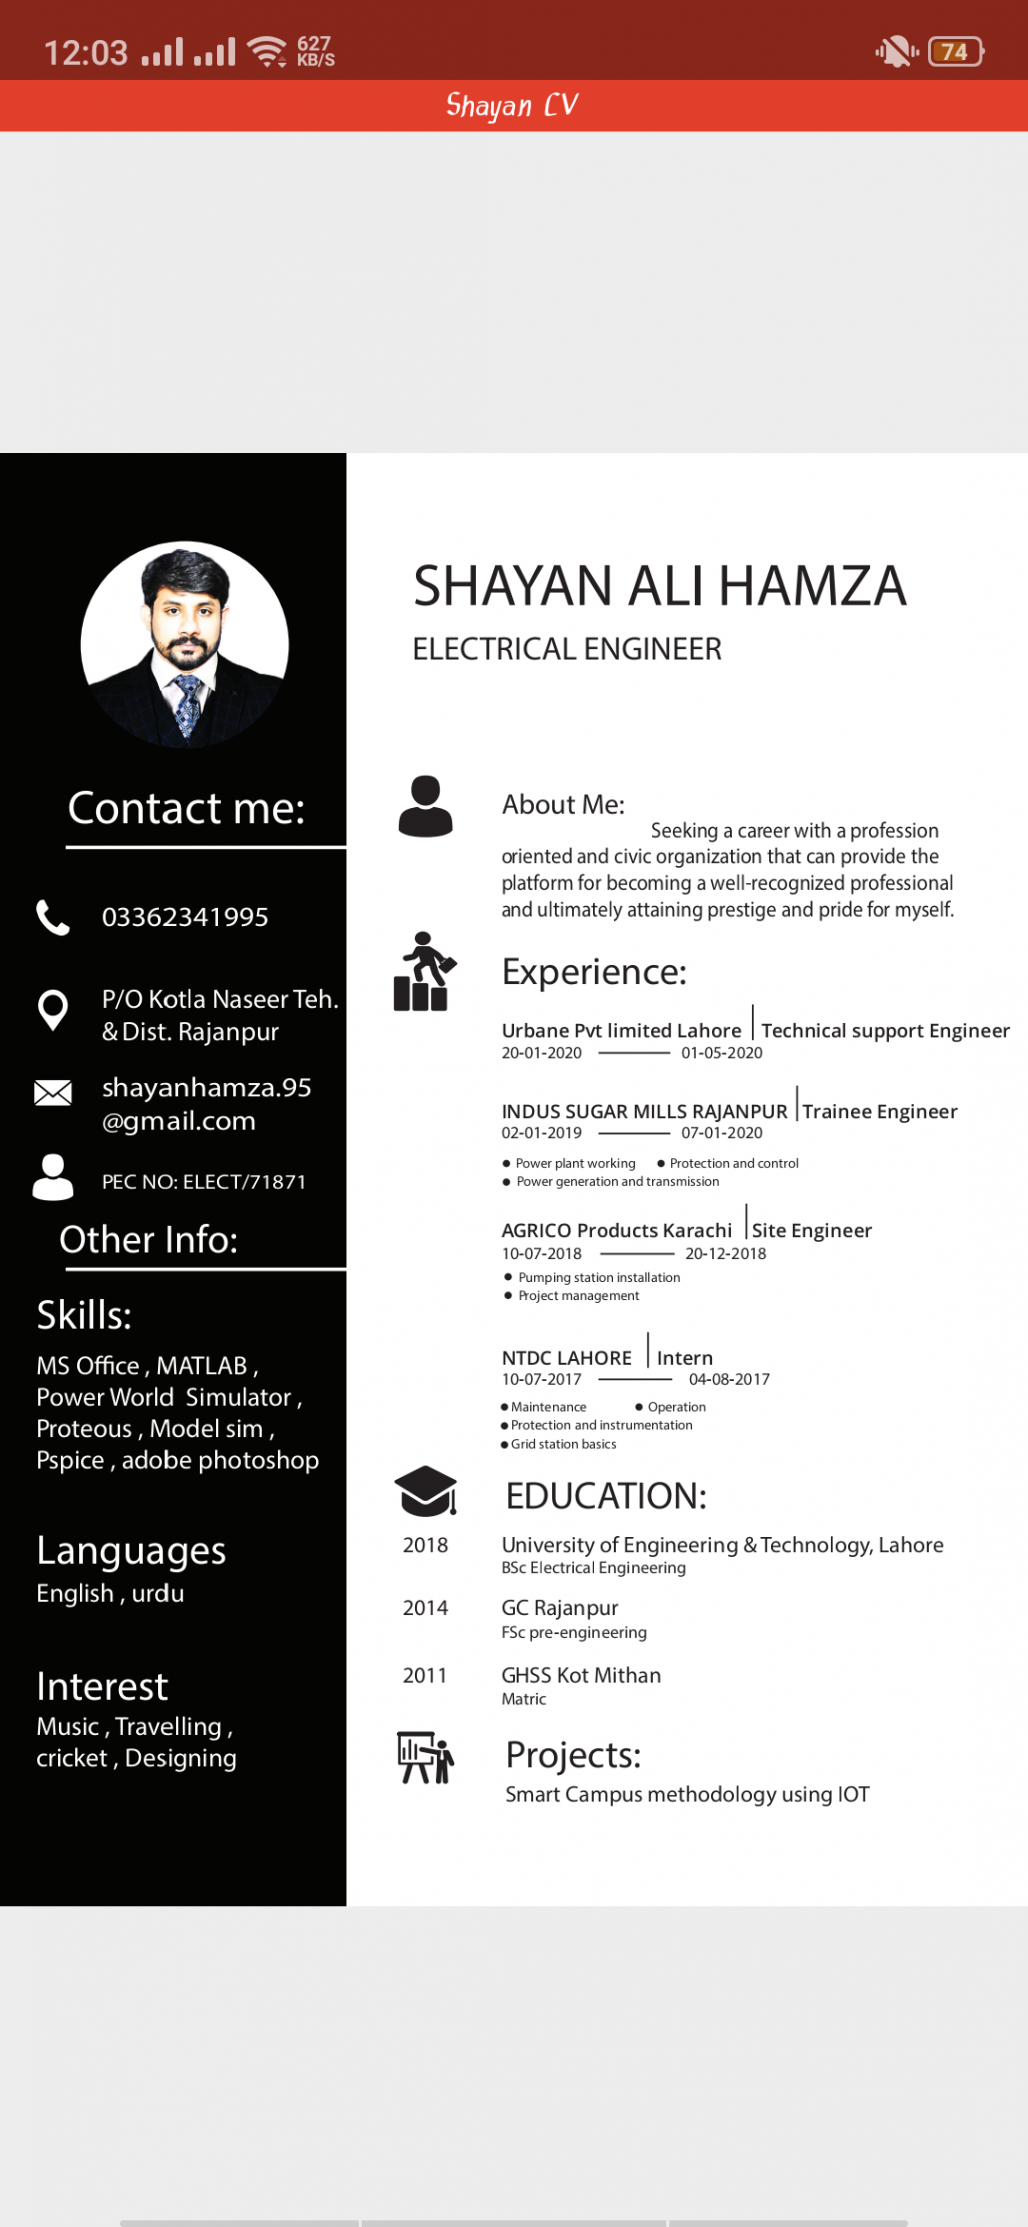 12:03 627 KB/S 74
Shayan CV
SHAYAN ALI HAMZA
ELECTRICAL ENGINEER
Contact me:
03362341995
P/O Kotla Naseer Teh.
& Dist. Rajanpur
shayanhamza.95
@gmail.com
PEC NO: ELECT/71871
Other Info:
Skills:
MS Office , MATLAB ,
Power World Simulator ,
Proteous , Model sim ,
Pspice , adobe photoshop
Languages
English , urdu
Interest
Music , Travelling ,
cricket , Designing
About Me:
Seeking a career with a profession
oriented and civic organization that can provide the
platform for becoming a well-recognized professional
and ultimately attaining prestige and pride for myself.
Experience:
Urbane Pvt limited Lahore | Technical support Engineer
20-01-2020 — 01-05-2020
INDUS SUGAR MILLS RAJANPUR | Trainee Engineer
02-01-2019 — 07-01-2020
● Power plant working ● Protection and control
● Power generation and transmission
AGRICO Products Karachi | Site Engineer
10-07-2018 — 20-12-2018
● Pumping station installation
● Project management
NTDC LAHORE | Intern
10-07-2017 — 04-08-2017
● Maintenance ● Operation
● Protection and instrumentation
● Grid station basics
EDUCATION:
2018 University of Engineering & Technology, Lahore
BSc Electrical Engineering
2014 GC Rajanpur
FSc pre-engineering
2011 GHSS Kot Mithan
Matric
Projects:
Smart Campus methodology using IOT